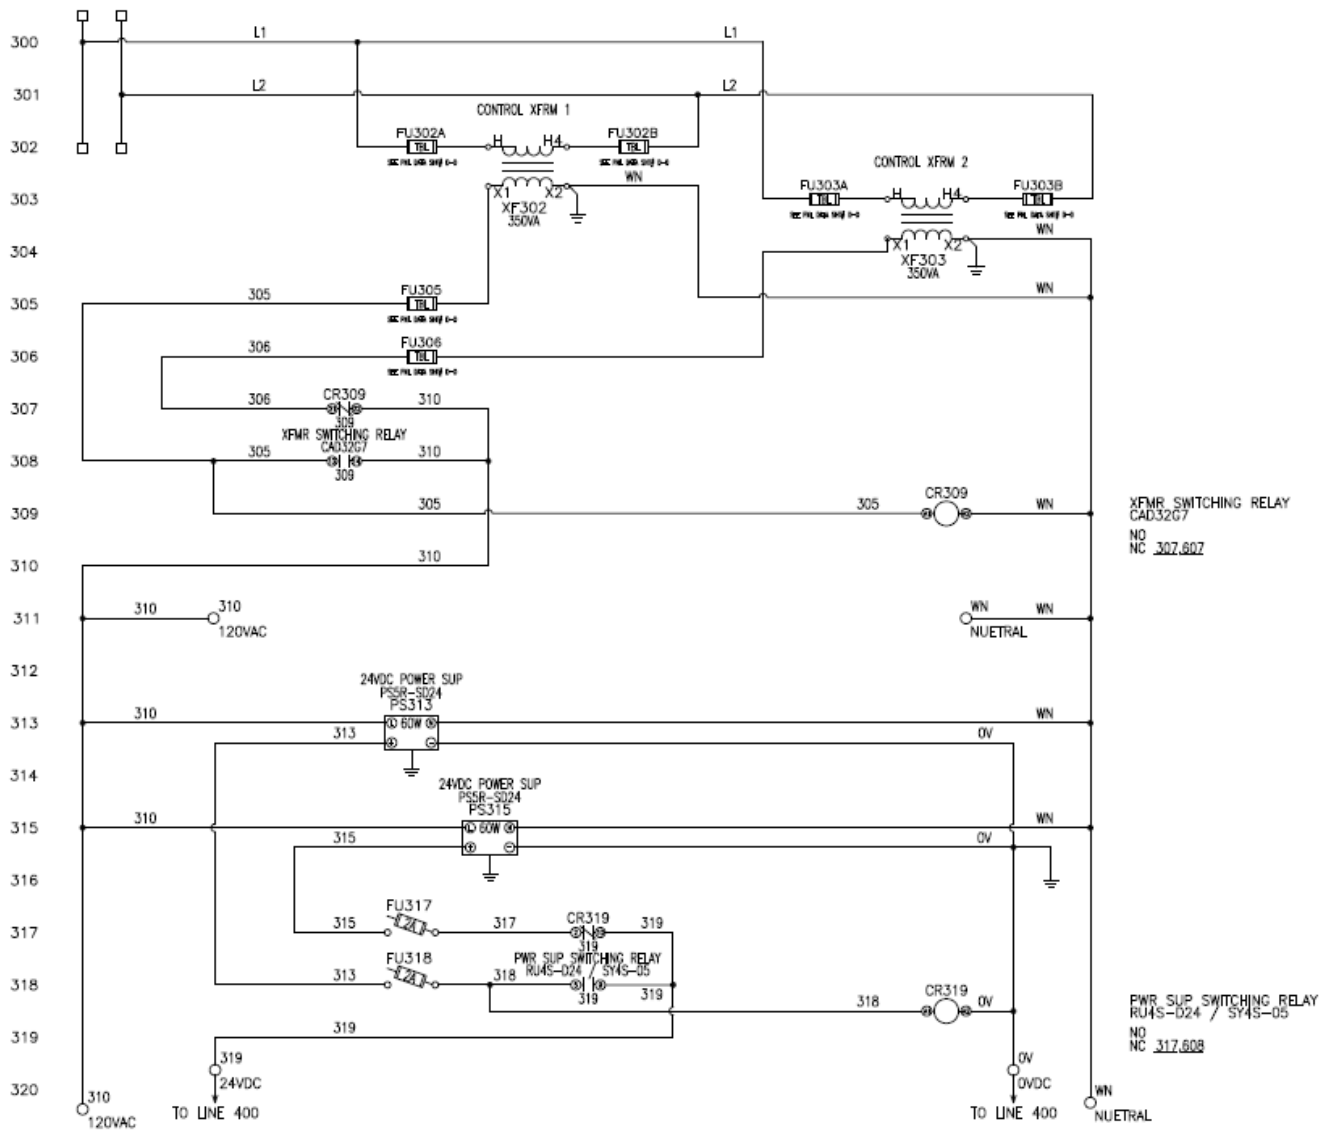 300 L1 L1
301 L2 L2
CONTROL XFRM 1
302 FU302A TBL H H4 FU302B TBL
WN
CONTROL XFRM 2
303 X1 X2 FU303A TBL H H4 FU303B TBL
XF302
350VA
WN
304 X1 X2
XF303
350VA
305 305 FU305 TBL WN
306 306 FU306 TBL
307 306 CR309 310
309
XFMR SWITCHING RELAY
CAD32G7
308 305 310
309
309 305 305 CR309 WN
XFMR SWITCHING RELAY
CAD32G7
NO
NC 307,607
310 310
311 310 310 WN WN
120VAC NUETRAL
312
24VDC POWER SUP
PS5R-SD24
PS313
313 310 L 60W N WN
313 + - 0V
314
24VDC POWER SUP
PS5R-SD24
PS315
315 310 L 60W N WN
315 + - 0V
316
317 315 FU317 2A 317 CR319 319
319
PWR SUP SWITCHING RELAY
RU4S-D24 / SY4S-05
318 313 FU318 2A 318 319
319
318 CR319 0V
PWR SUP SWITCHING RELAY
RU4S-D24 / SY4S-05
NO
NC 317,608
319 319
319 0V
24VDC 0VDC
320 310 WN
120VAC NUETRAL
TO LINE 400 TO LINE 400